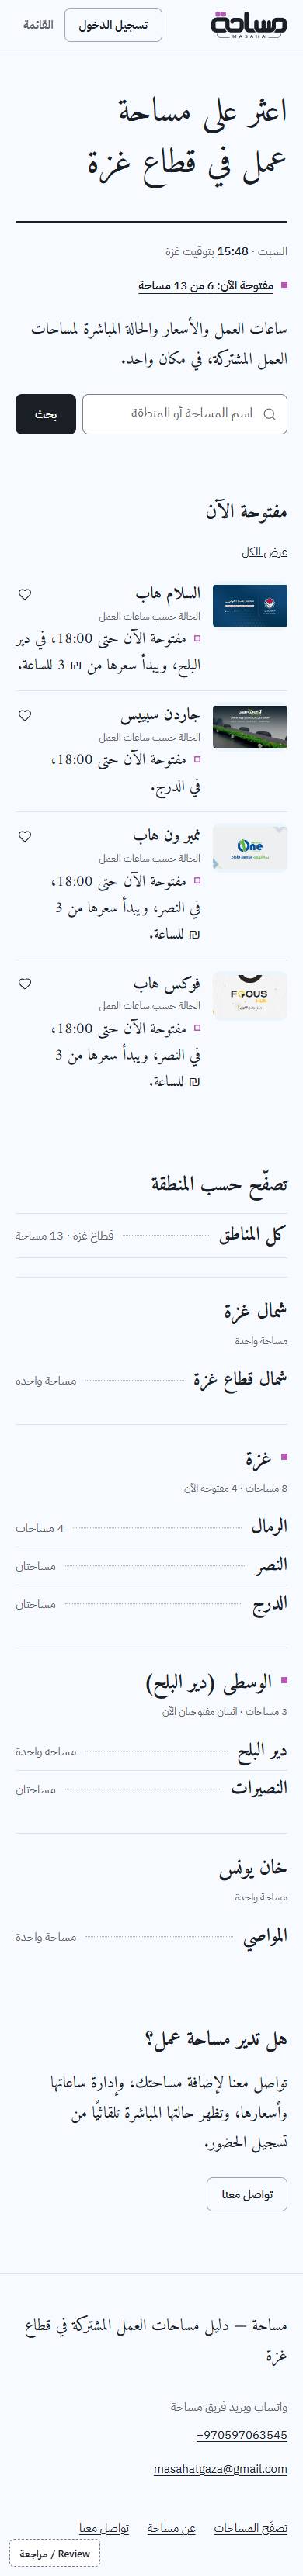 مساحة
MASAHA
تسجيل الدخول
القائمة
اعثر على مساحة
عمل في قطاع غزة
السبت · 15:48 بتوقيت غزة
مفتوحة الآن: 6 من 13 مساحة
ساعات العمل والأسعار والحالة المباشرة لمساحات
العمل المشتركة، في مكان واحد.
اسم المساحة أو المنطقة
بحث
مفتوحة الآن
عرض الكل
السلام هاب
الحالة حسب ساعات العمل
مفتوحة الآن حتى 18:00، في دير
البلح، ويبدأ سعرها من ₪ 3 للساعة.
جاردن سبيس
الحالة حسب ساعات العمل
مفتوحة الآن حتى 18:00،
في الدرج.
One
نمبر ون هاب
الحالة حسب ساعات العمل
مفتوحة الآن حتى 18:00،
في النصر، ويبدأ سعرها من 3
₪ للساعة.
FOCUS
فوكس هاب
الحالة حسب ساعات العمل
مفتوحة الآن حتى 18:00،
في النصر، ويبدأ سعرها من 3
₪ للساعة.
تصفّح حسب المنطقة
كل المناطق
قطاع غزة · 13 مساحة
شمال غزة
مساحة واحدة
شمال قطاع غزة
مساحة واحدة
غزة
8 مساحات · 4 مفتوحة الآن
الرمال
4 مساحات
النصر
مساحتان
الدرج
مساحتان
الوسطى (دير البلح)
3 مساحات · اثنتان مفتوحتان الآن
دير البلح
مساحة واحدة
النصيرات
مساحتان
خان يونس
مساحة واحدة
المواصي
مساحة واحدة
هل تدير مساحة عمل؟
تواصل معنا لإضافة مساحتك، وإدارة ساعاتها
وأسعارها، وتظهر حالتها المباشرة تلقائيًا من
تسجيل الحضور.
تواصل معنا
مساحة — دليل مساحات العمل المشتركة في قطاع
غزة
واتساب وبريد فريق مساحة
+970597063545
masahatgaza@gmail.com
تصفّح المساحات
عن مساحة
تواصل معنا
Review / مراجعة